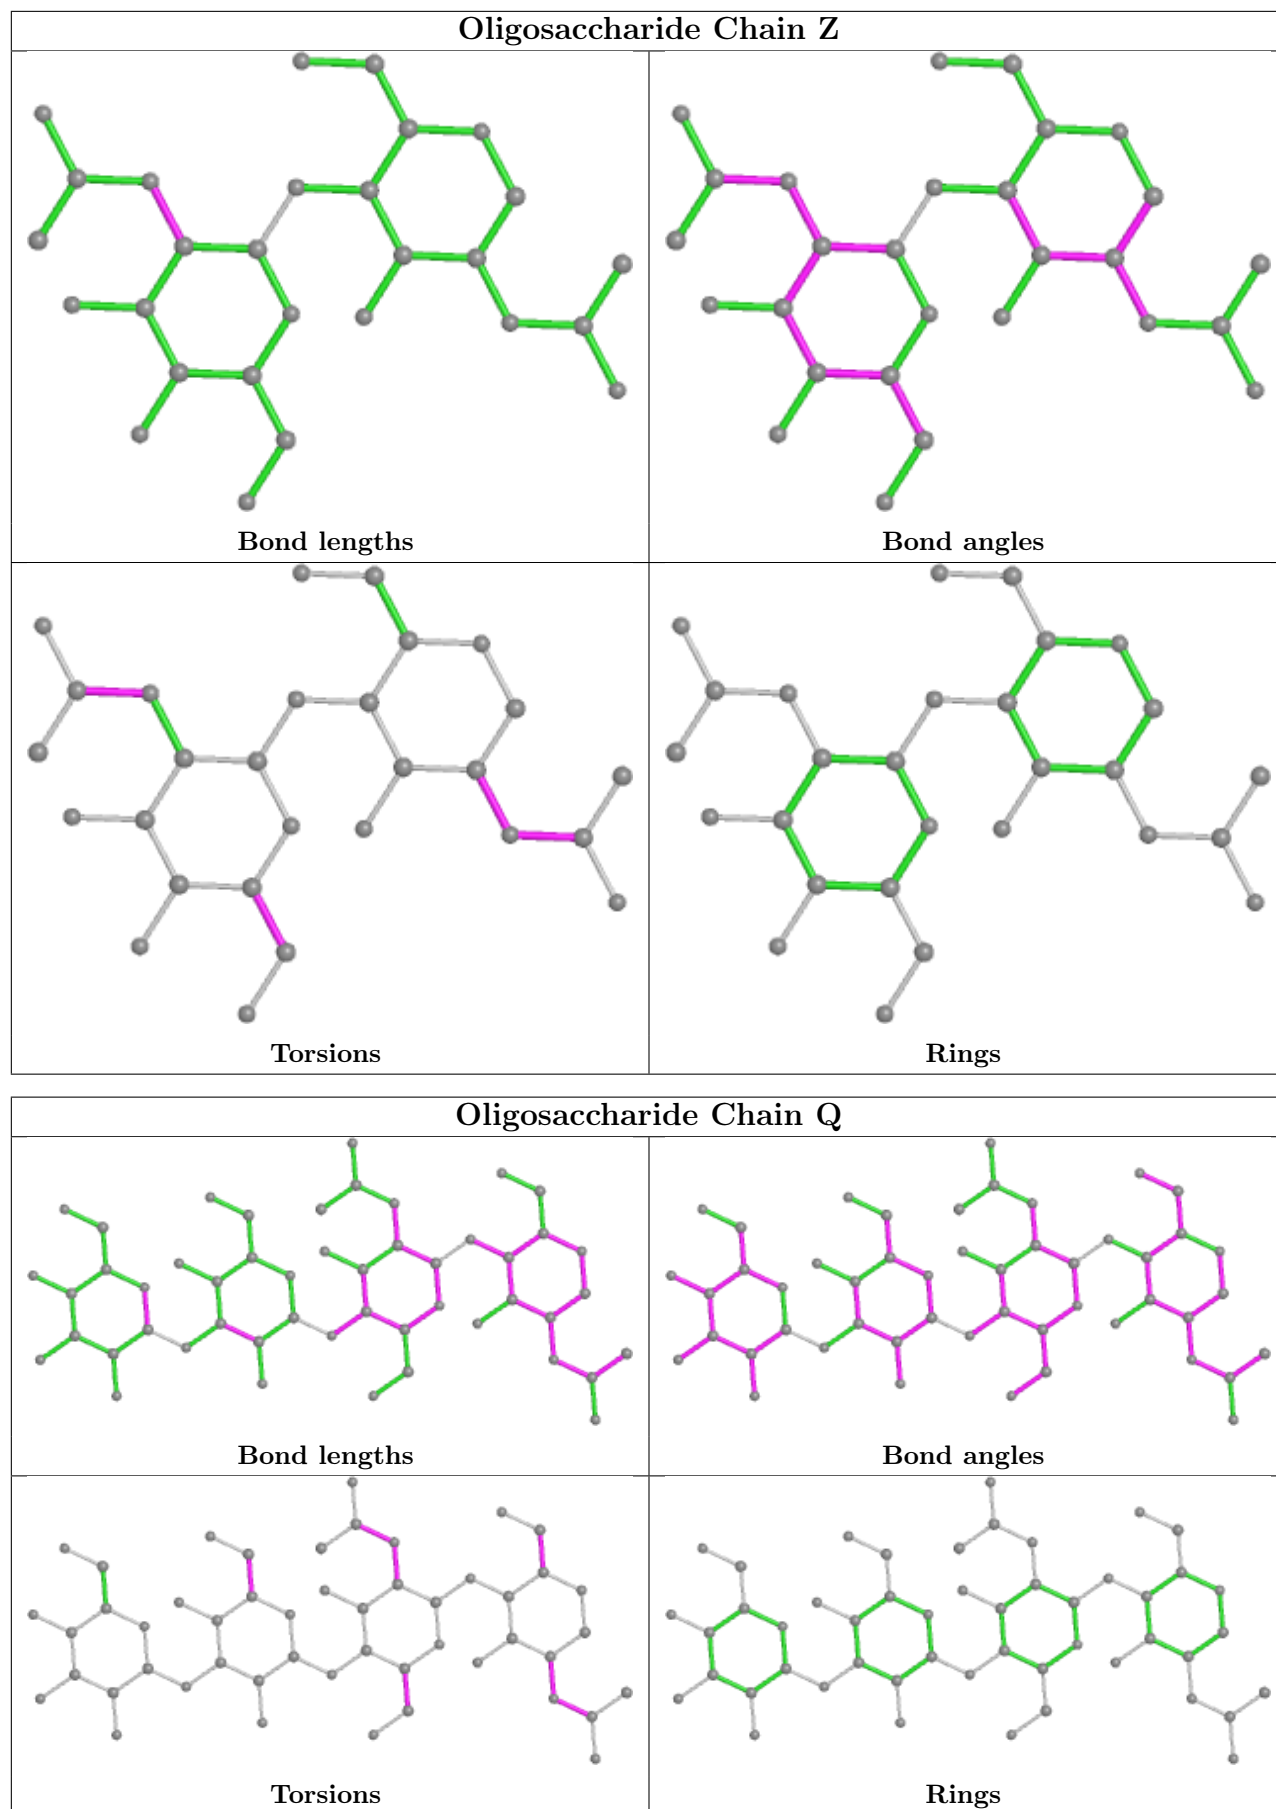 Oligosaccharide Chain Z
Bond lengths
Bond angles
Torsions
Rings
Oligosaccharide Chain Q
Bond lengths
Bond angles
Torsions
Rings